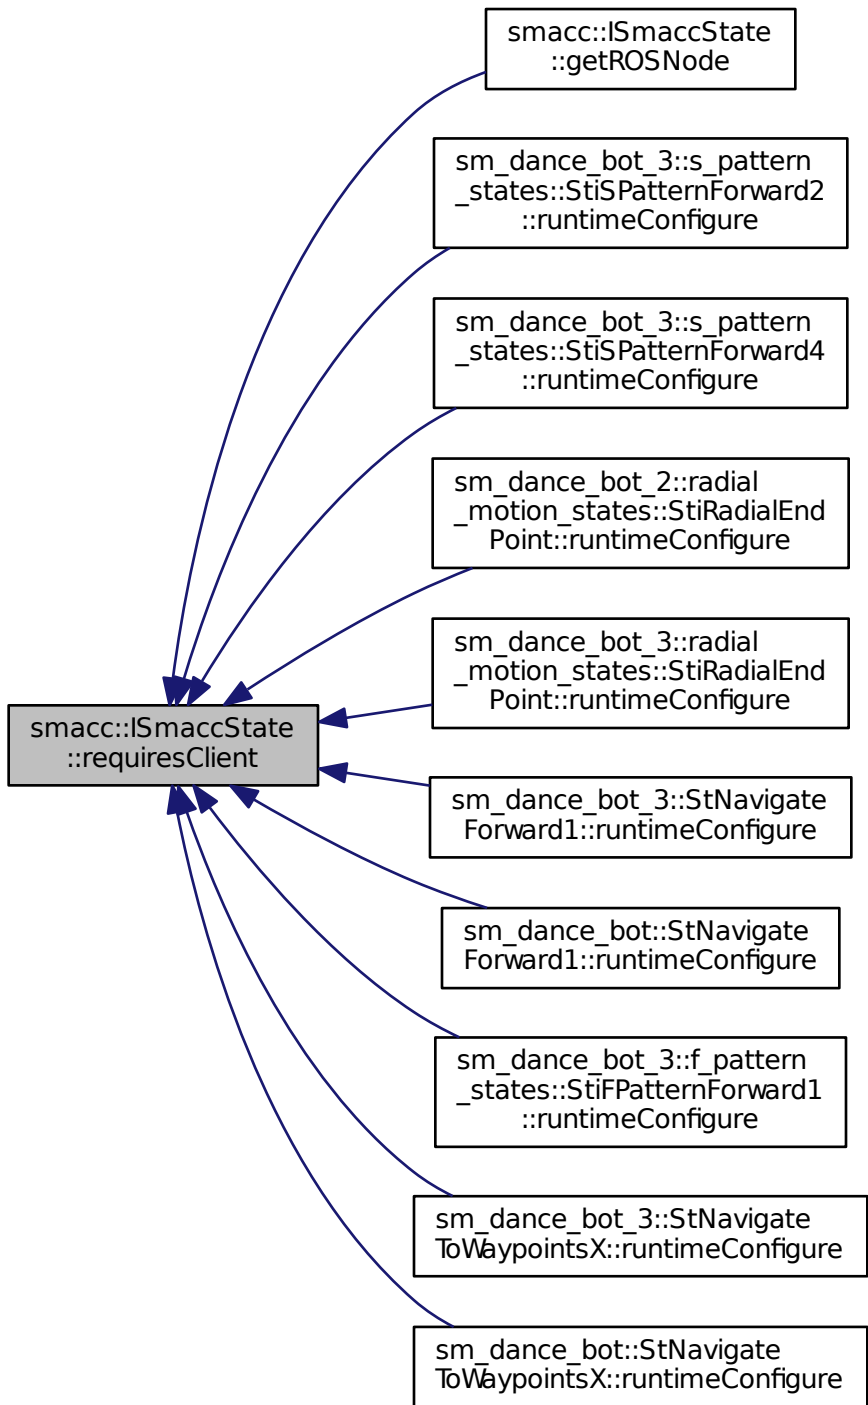 smacc::ISmaccState
::getROSNode
sm_dance_bot_3::s_pattern
_states::StiSPatternForward2
::runtimeConfigure
sm_dance_bot_3::s_pattern
_states::StiSPatternForward4
::runtimeConfigure
sm_dance_bot_2::radial
_motion_states::StiRadialEnd
Point::runtimeConfigure
sm_dance_bot_3::radial
_motion_states::StiRadialEnd
Point::runtimeConfigure
smacc::ISmaccState
::requiresClient
sm_dance_bot_3::StNavigate
Forward1::runtimeConfigure
sm_dance_bot::StNavigate
Forward1::runtimeConfigure
sm_dance_bot_3::f_pattern
_states::StiFPatternForward1
::runtimeConfigure
sm_dance_bot_3::StNavigate
ToWaypointsX::runtimeConfigure
sm_dance_bot::StNavigate
ToWaypointsX::runtimeConfigure